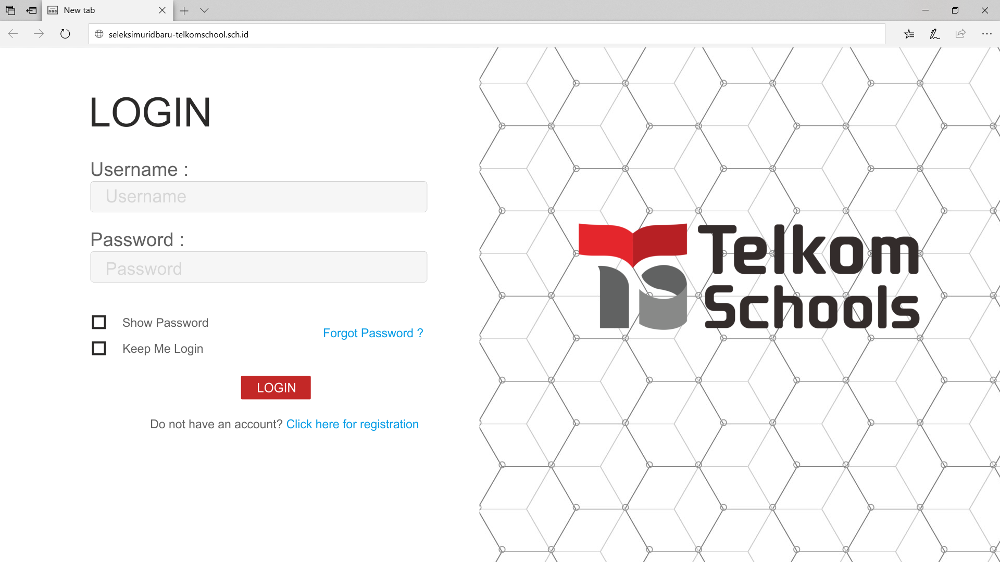 New tab
seleksimuridbaru-telkomschool.sch.id
LOGIN
Username :
Username
Password :
Password
Show Password
Forgot Password ?
Keep Me Login
LOGIN
Do not have an account? Click here for registration
Telkom
Schools